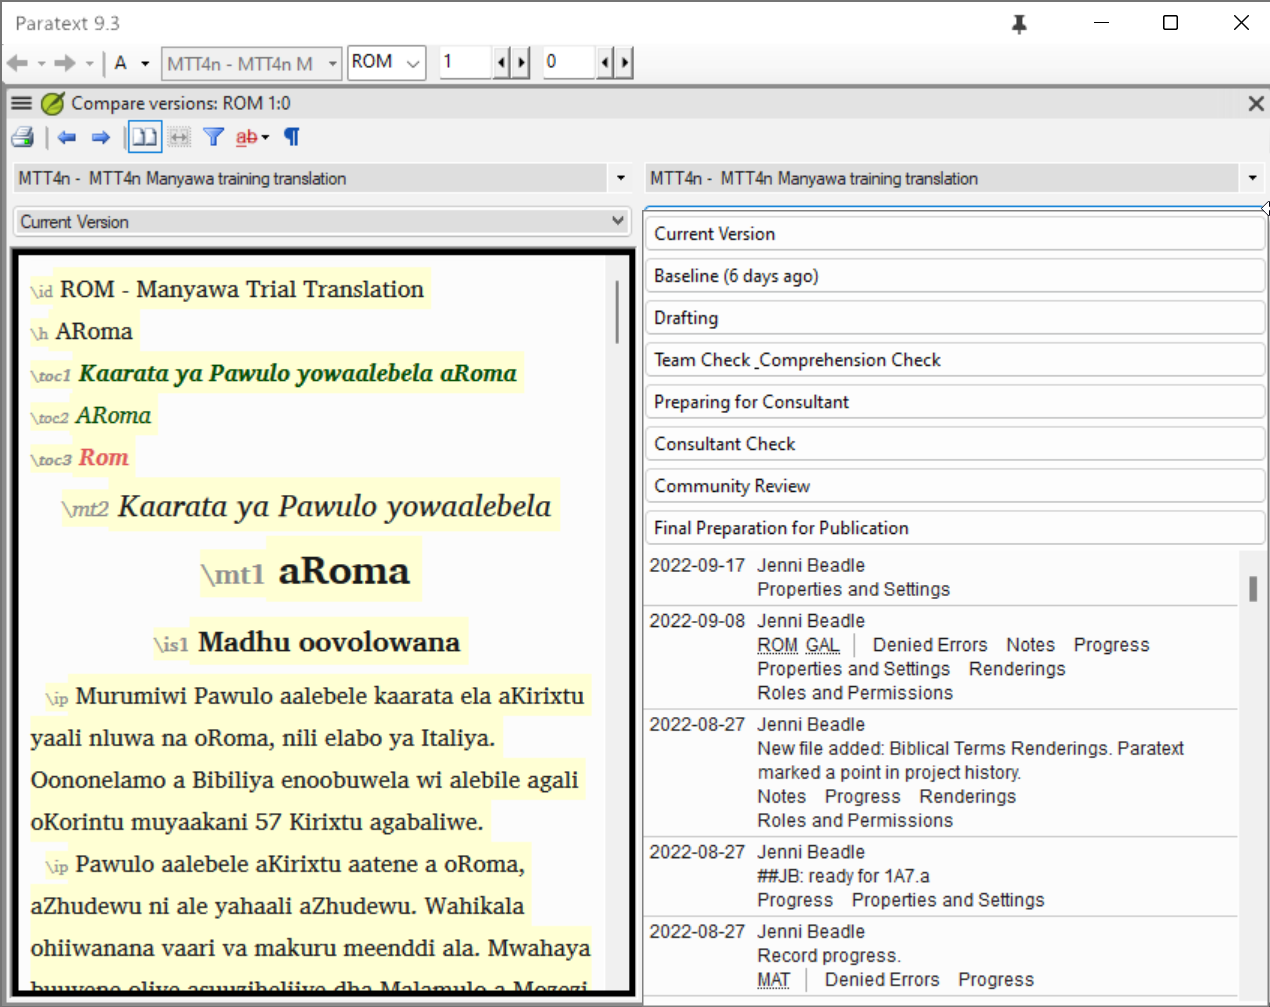 Paratext 9.3
A MTT4n - MTT4n M ROM 1 0
Compare versions: ROM 1:0
ab ¶
MTT4n - MTT4n Manyawa training translation
Current Version
\id ROM - Manyawa Trial Translation
\h ARoma
\toc1 Kaarata ya Pawulo yowaalebela aRoma
\toc2 ARoma
\toc3 Rom
\mt2 Kaarata ya Pawulo yowaalebela
\mt1 aRoma
\is1 Madhu oovolowana
\ip Murumiwi Pawulo aalebele kaarata ela aKirixtu
yaali nluwa na oRoma, nili elabo ya Italiya.
Oononelamo a Bibiliya enoobuwela wi alebile agali
oKorintu muyaakani 57 Kirixtu agabaliwe.
\ip Pawulo aalebele aKirixtu aatene a oRoma,
aZhudewu ni ale yahaali aZhudewu. Wahikala
ohiiwanana vaari va makuru meenddi ala. Mwahaya
buuyene oliye asuuziheliiye dha Malamulo a Mozezi
MTT4n - MTT4n Manyawa training translation
Current Version
Baseline (6 days ago)
Drafting
Team Check_Comprehension Check
Preparing for Consultant
Consultant Check
Community Review
Final Preparation for Publication
2022-09-17 Jenni Beadle
Properties and Settings
2022-09-08 Jenni Beadle
ROM GAL | Denied Errors Notes Progress
Properties and Settings Renderings
Roles and Permissions
2022-08-27 Jenni Beadle
New file added: Biblical Terms Renderings. Paratext
marked a point in project history.
Notes Progress Renderings
Roles and Permissions
2022-08-27 Jenni Beadle
##JB: ready for 1A7.a
Progress Properties and Settings
2022-08-27 Jenni Beadle
Record progress.
MAT | Denied Errors Progress